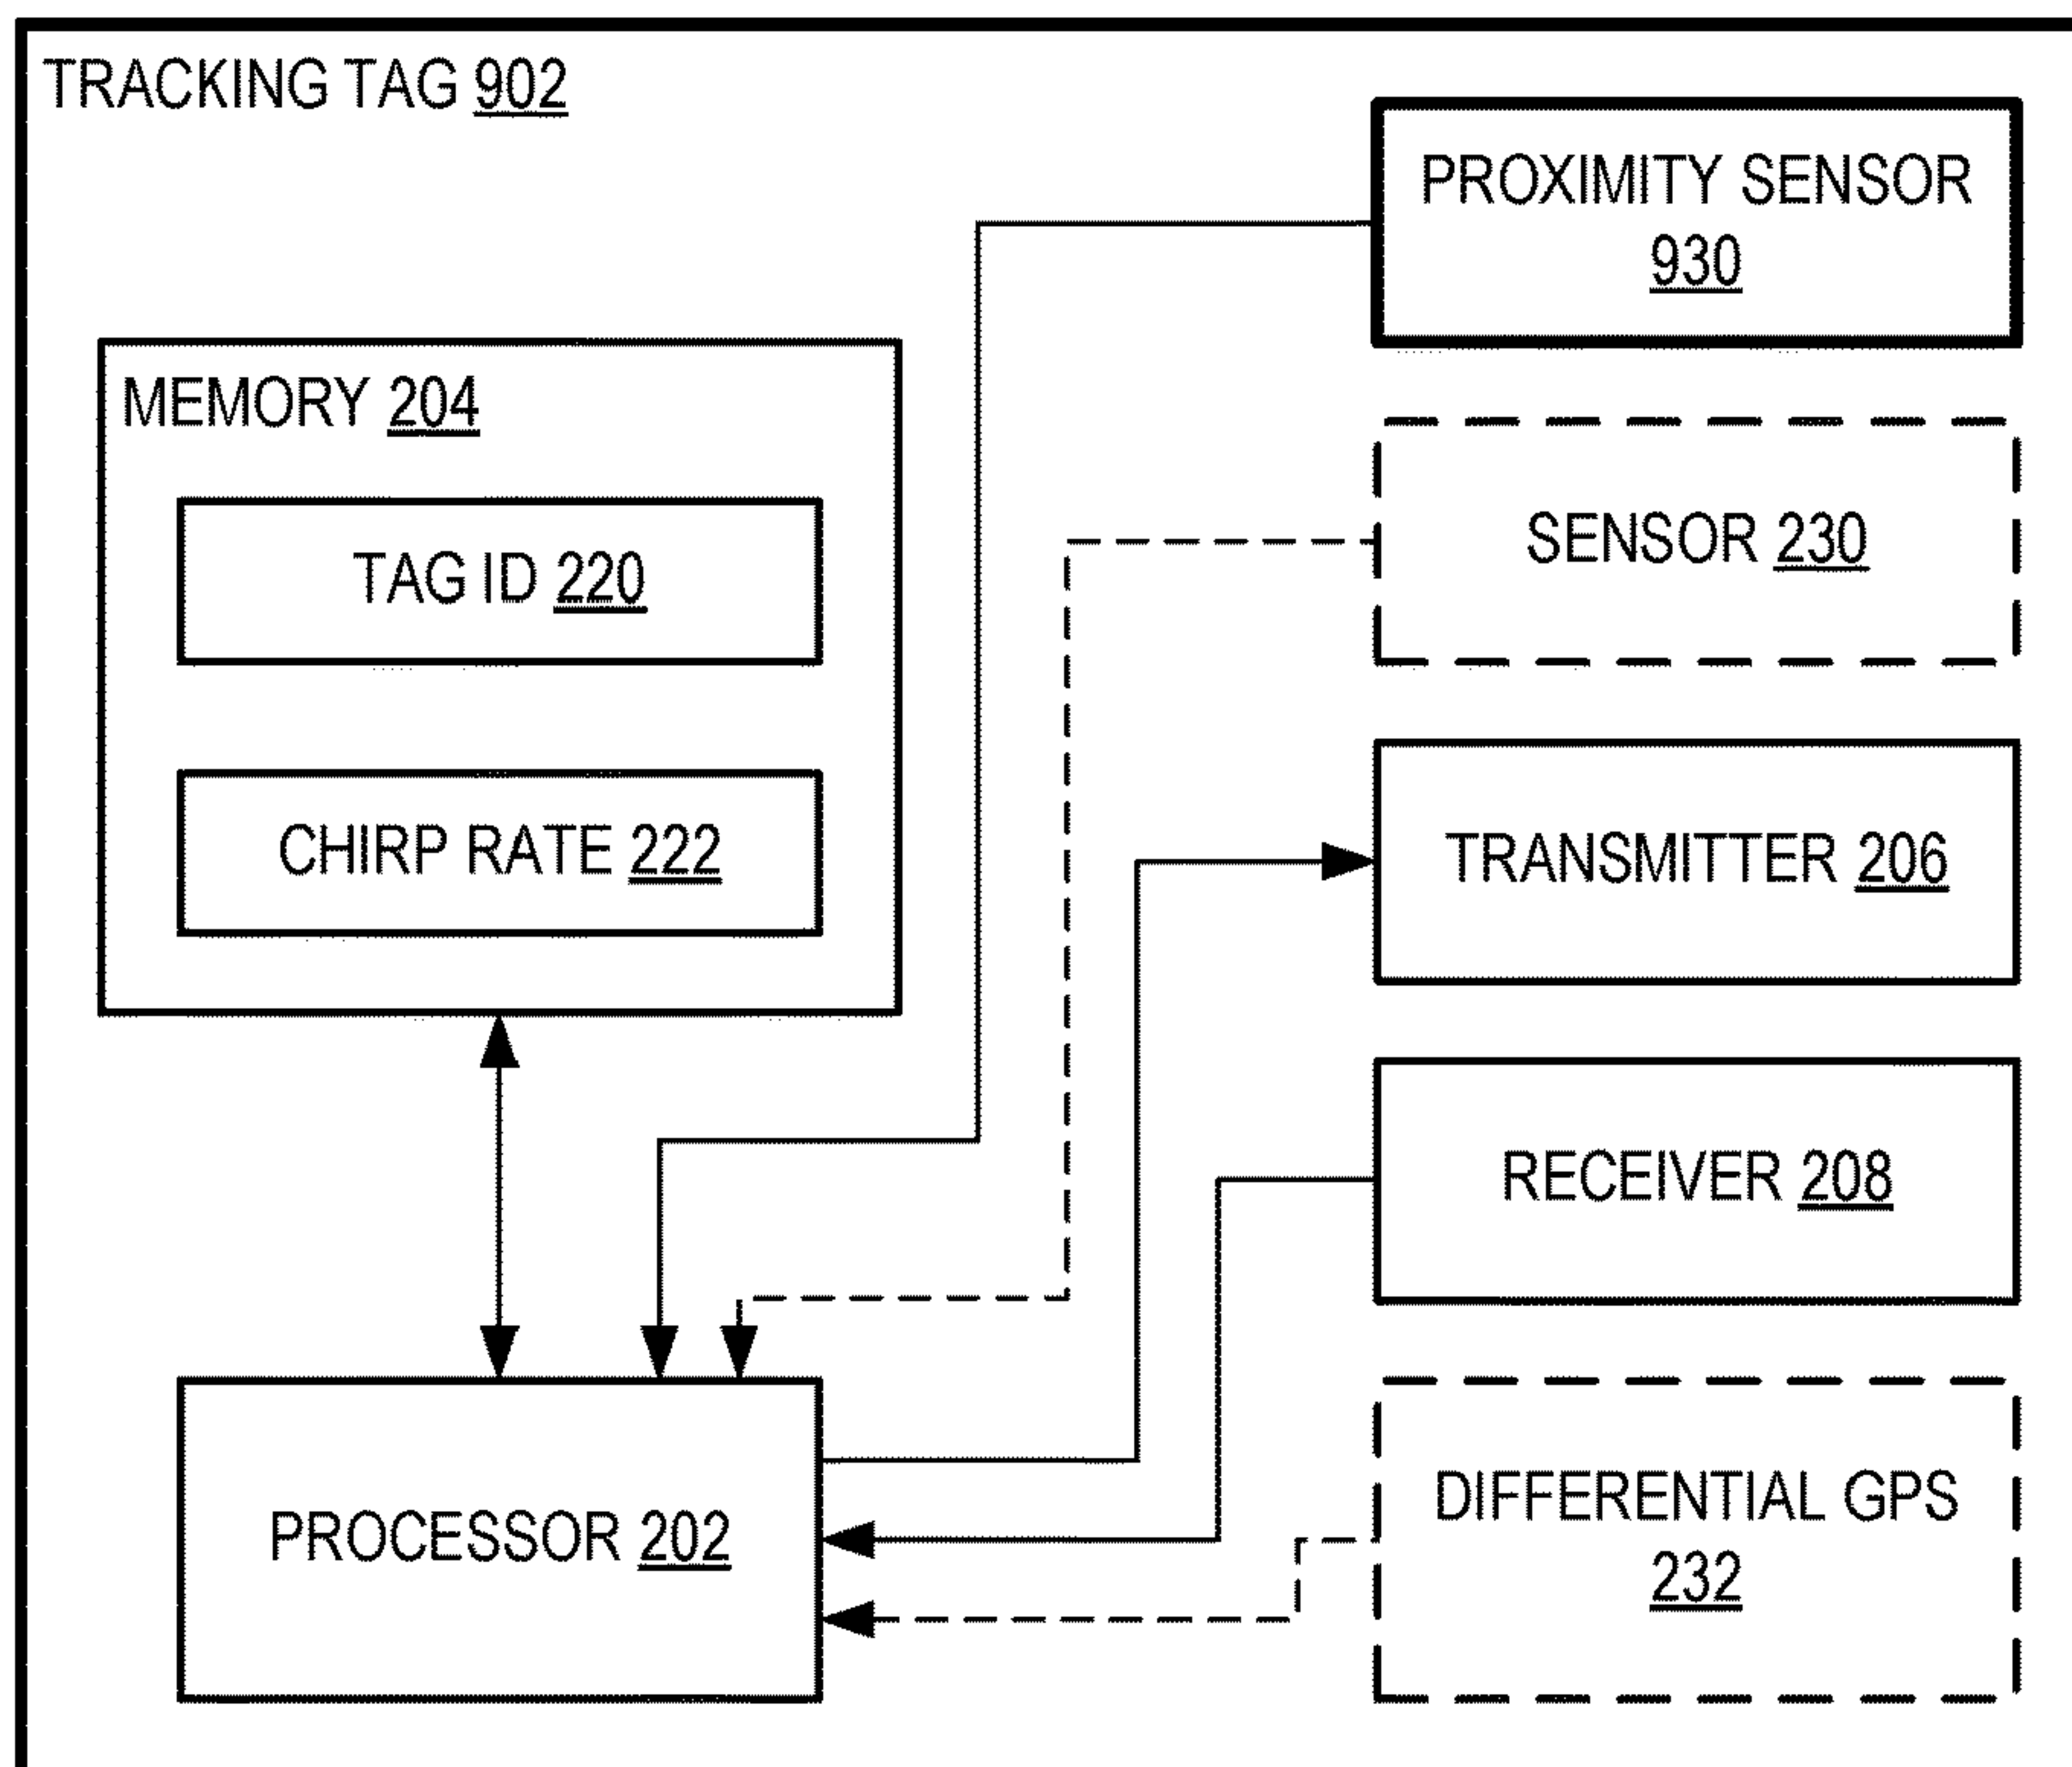 TRACKING TAG 902
PROXIMITY SENSOR
930
MEMORY 204
TAG ID 220
CHIRP RATE 222
SENSOR 230
TRANSMITTER 206
RECEIVER 208
PROCESSOR 202
DIFFERENTIAL GPS
232